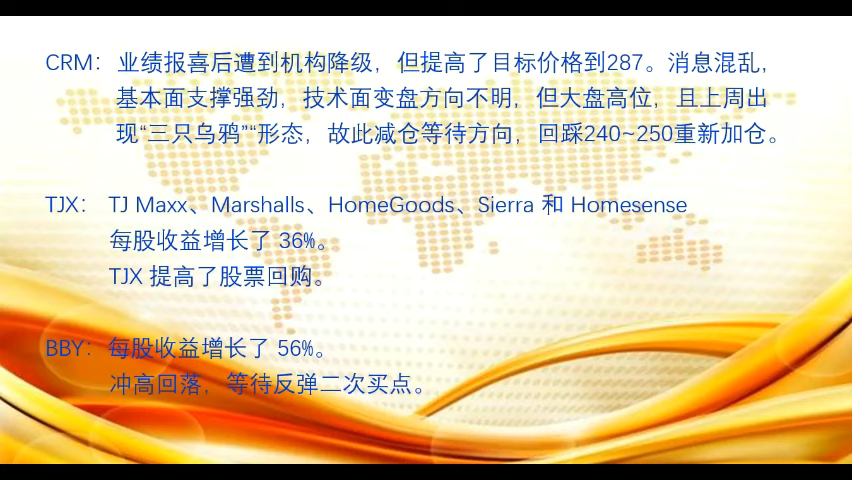 CRM：业绩报喜后遭到机构降级，但提高了目标价格到287。消息混乱，
基本面支撑强劲，技术面变盘方向不明，但大盘高位，且上周出
现“三只乌鸦”“形态，故此减仓等待方向，回踩240~250重新加仓。
TJX： TJ Maxx、Marshalls、HomeGoods、Sierra 和 Homesense
每股收益增长了 36%。
TJX 提高了股票回购。
BBY：每股收益增长了 56%。
冲高回落，等待反弹二次买点。